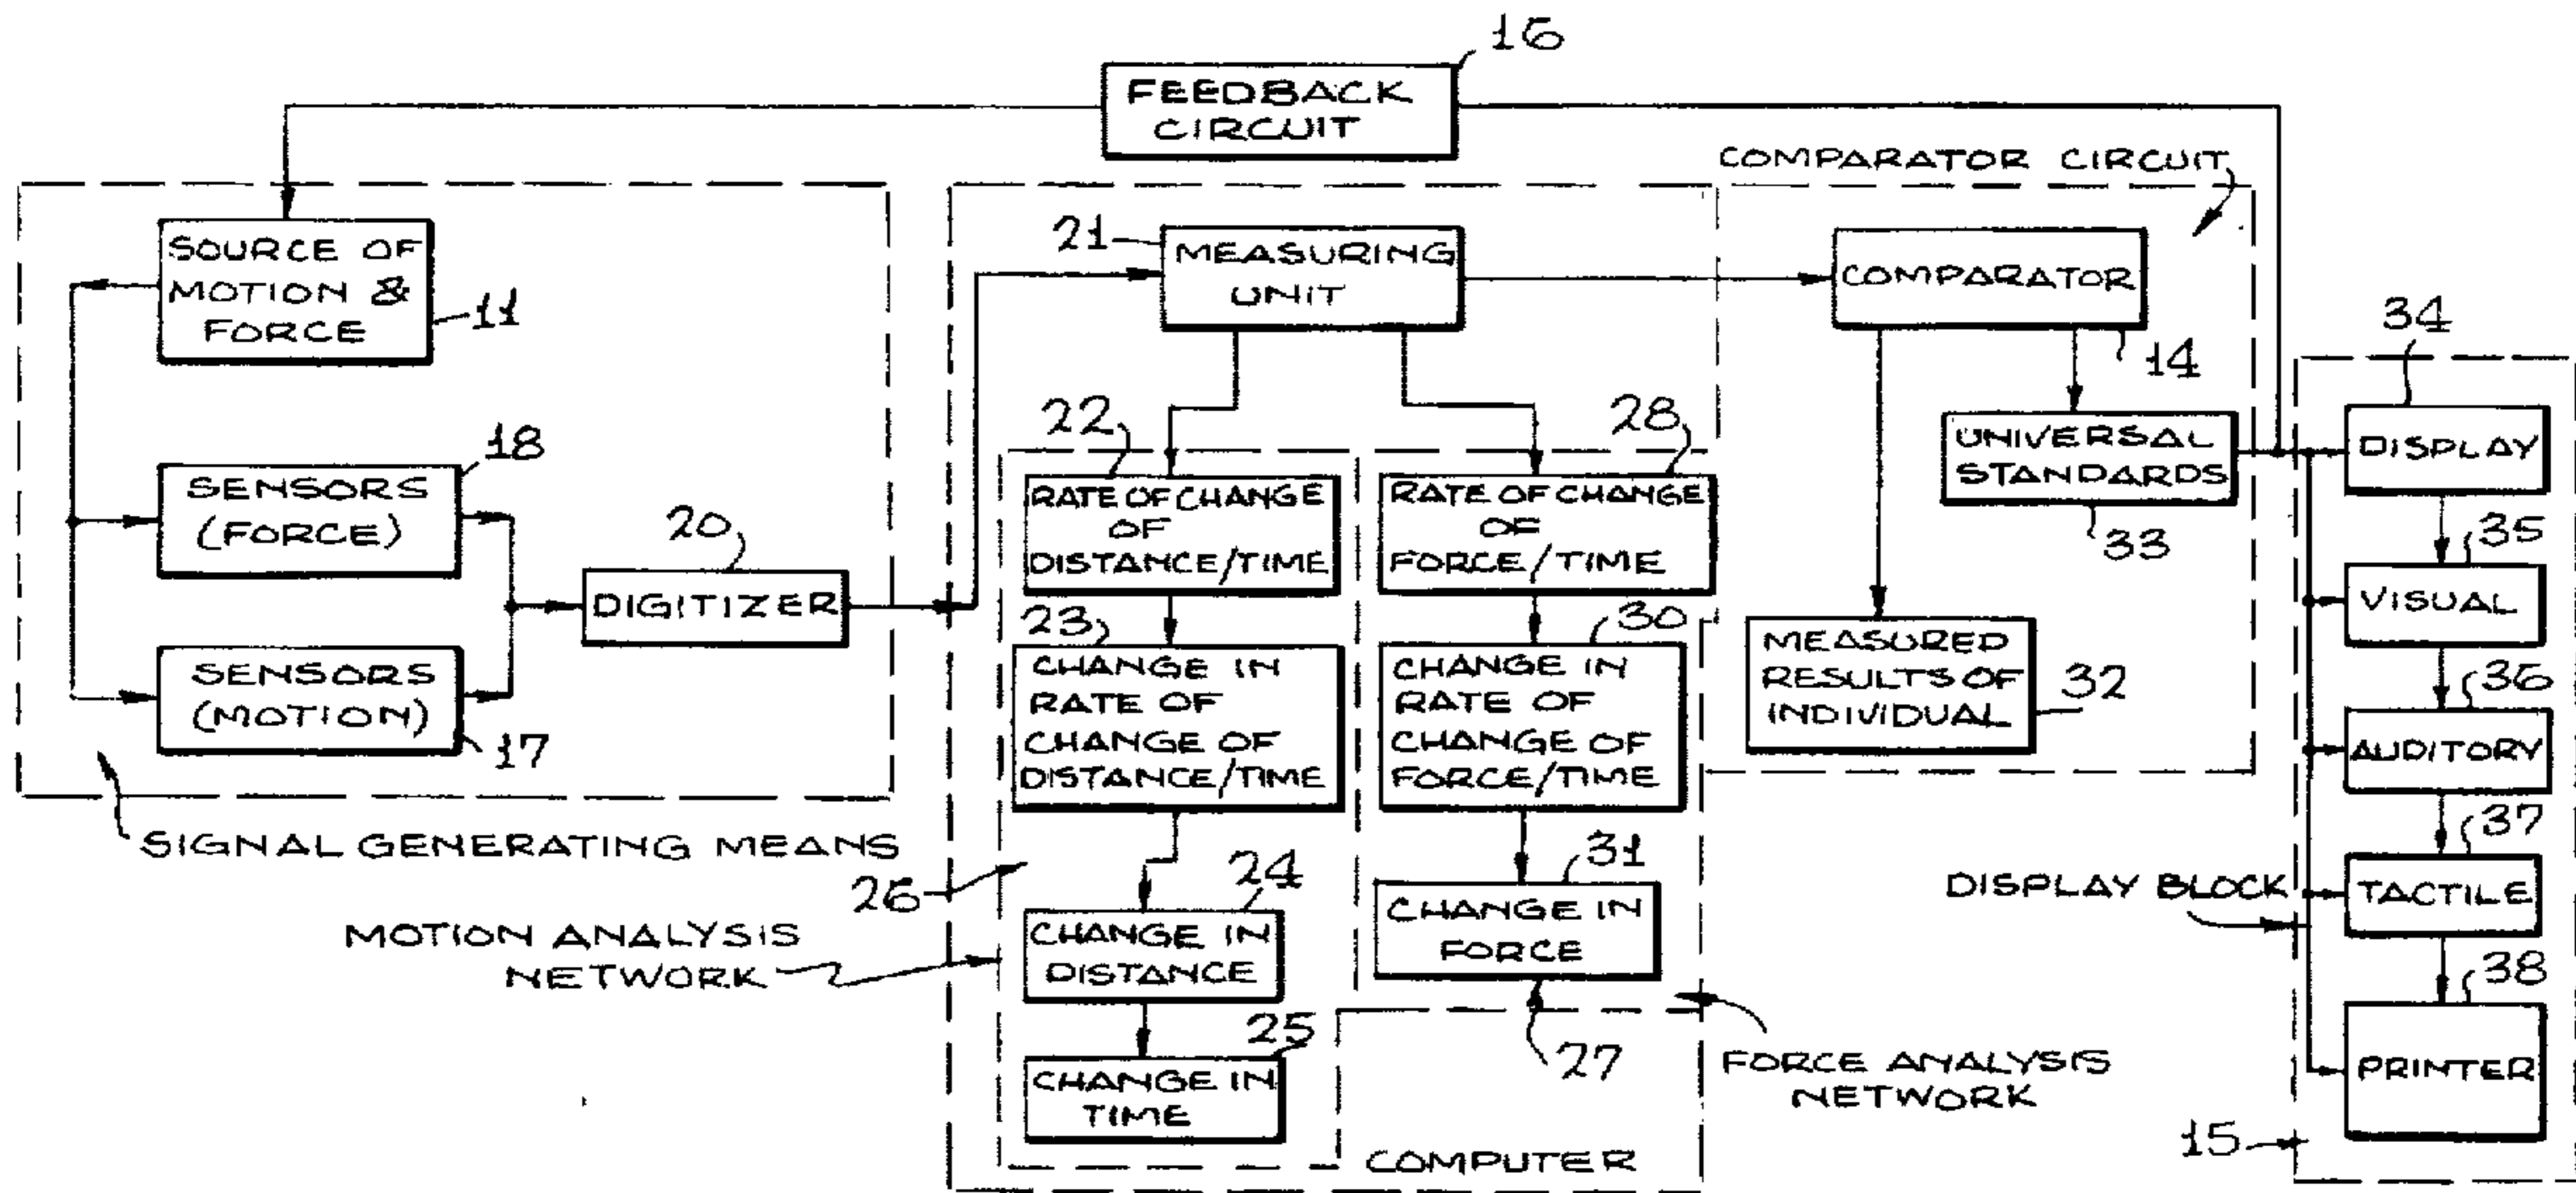 16
FEEDBACK
CIRCUIT
COMPARATOR CIRCUIT
SOURCE OF
MOTION &
FORCE
11
18
SENSORS
(FORCE)
SENSORS
(MOTION)
17
20
DIGITIZER
SIGNAL GENERATING MEANS
21
MEASURING
UNIT
22
RATE OF CHANGE
OF
DISTANCE/TIME
23
CHANGE IN
RATE OF
CHANGE OF
DISTANCE/TIME
26
24
CHANGE IN
DISTANCE
25
CHANGE IN
TIME
MOTION ANALYSIS
NETWORK
28
RATE OF CHANGE
OF
FORCE/TIME
30
CHANGE IN
RATE OF
CHANGE OF
FORCE/TIME
31
CHANGE IN
FORCE
27
FORCE ANALYSIS
NETWORK
COMPUTER
COMPARATOR
14
UNIVERSAL
STANDARDS
33
MEASURED
RESULTS OF
INDIVIDUAL
32
34
DISPLAY
35
VISUAL
36
AUDITORY
37
TACTILE
38
PRINTER
DISPLAY BLOCK
15